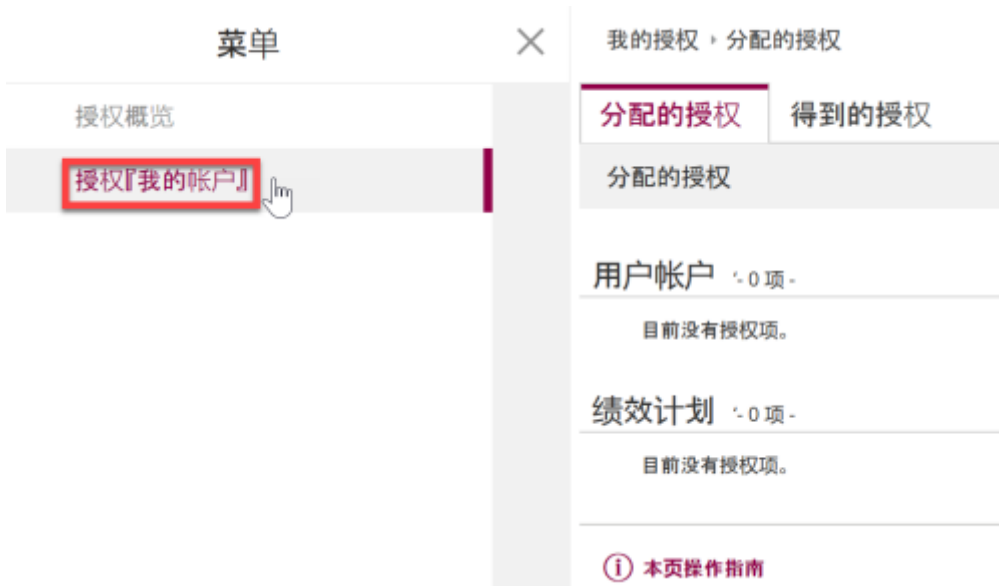 菜单
授权概览
授权『我的帐户』
我的授权 › 分配的授权
分配的授权 得到的授权
分配的授权
用户帐户 '- 0 项 -
目前没有授权项。
绩效计划 '- 0 项 -
目前没有授权项。
本页操作指南